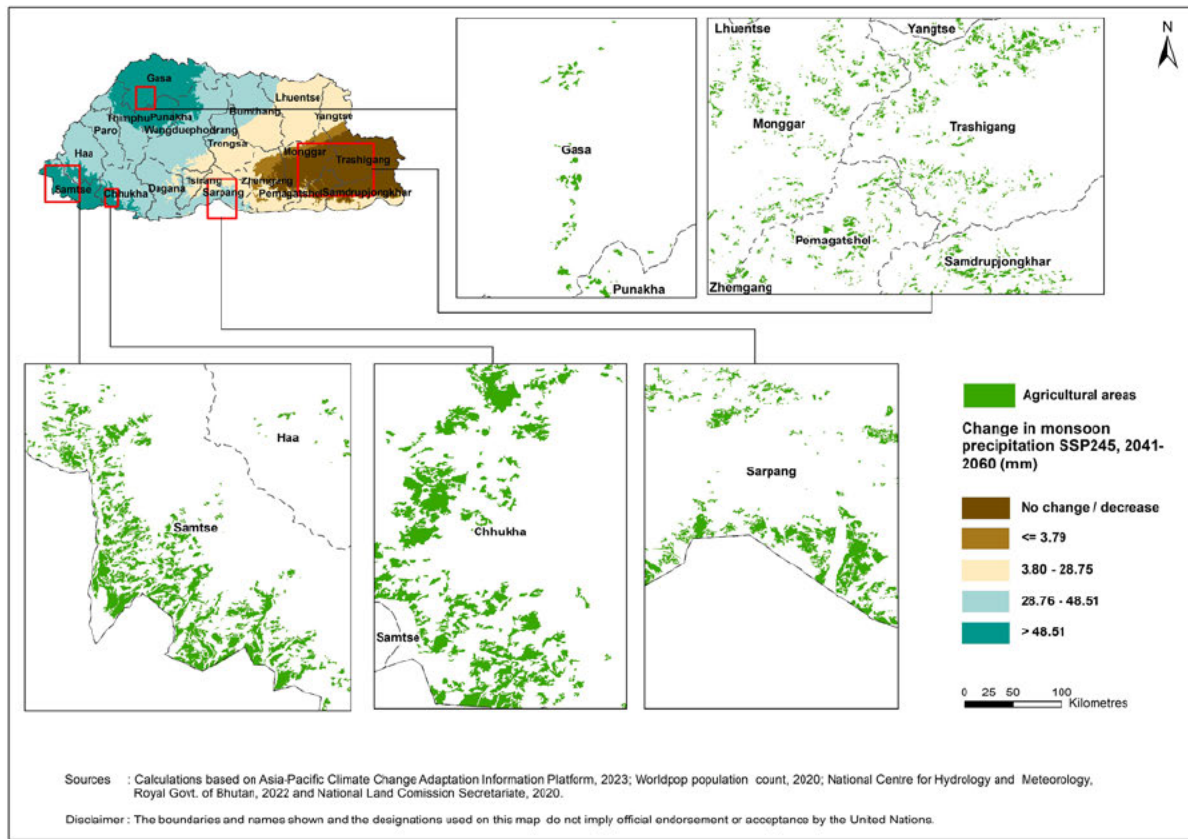 Gasa
Lhuentse
Thimphu
Punakha
Bumthang
Yangtse
Paro
Wangduephodrang
Trongsa
Haa
Monggar
Trashigang
Samtse
Chhukha
Dagana
Tsirang
Sarpang
Zhemgang
Pemagatshel
Samdrupjongkhar
Gasa
Punakha
Lhuentse
Yangtse
Monggar
Trashigang
Pemagatshel
Samdrupjongkhar
Zhemgang
N
Haa
Samtse
Chhukha
Samtse
Sarpang
Agricultural areas
Change in monsoon
precipitation SSP245, 2041-
2060 (mm)
No change / decrease
<= 3.79
3.80 - 28.75
28.76 - 48.51
> 48.51
0 25 50 100
Kilometres
Sources : Calculations based on Asia-Pacific Climate Change Adaptation Information Platform, 2023; Worldpop population count, 2020; National Centre for Hydrology and Meteorology,
Royal Govt. of Bhutan, 2022 and National Land Comission Secretariate, 2020.
Disclaimer : The boundaries and names shown and the designations used on this map do not imply official endorsement or acceptance by the United Nations.